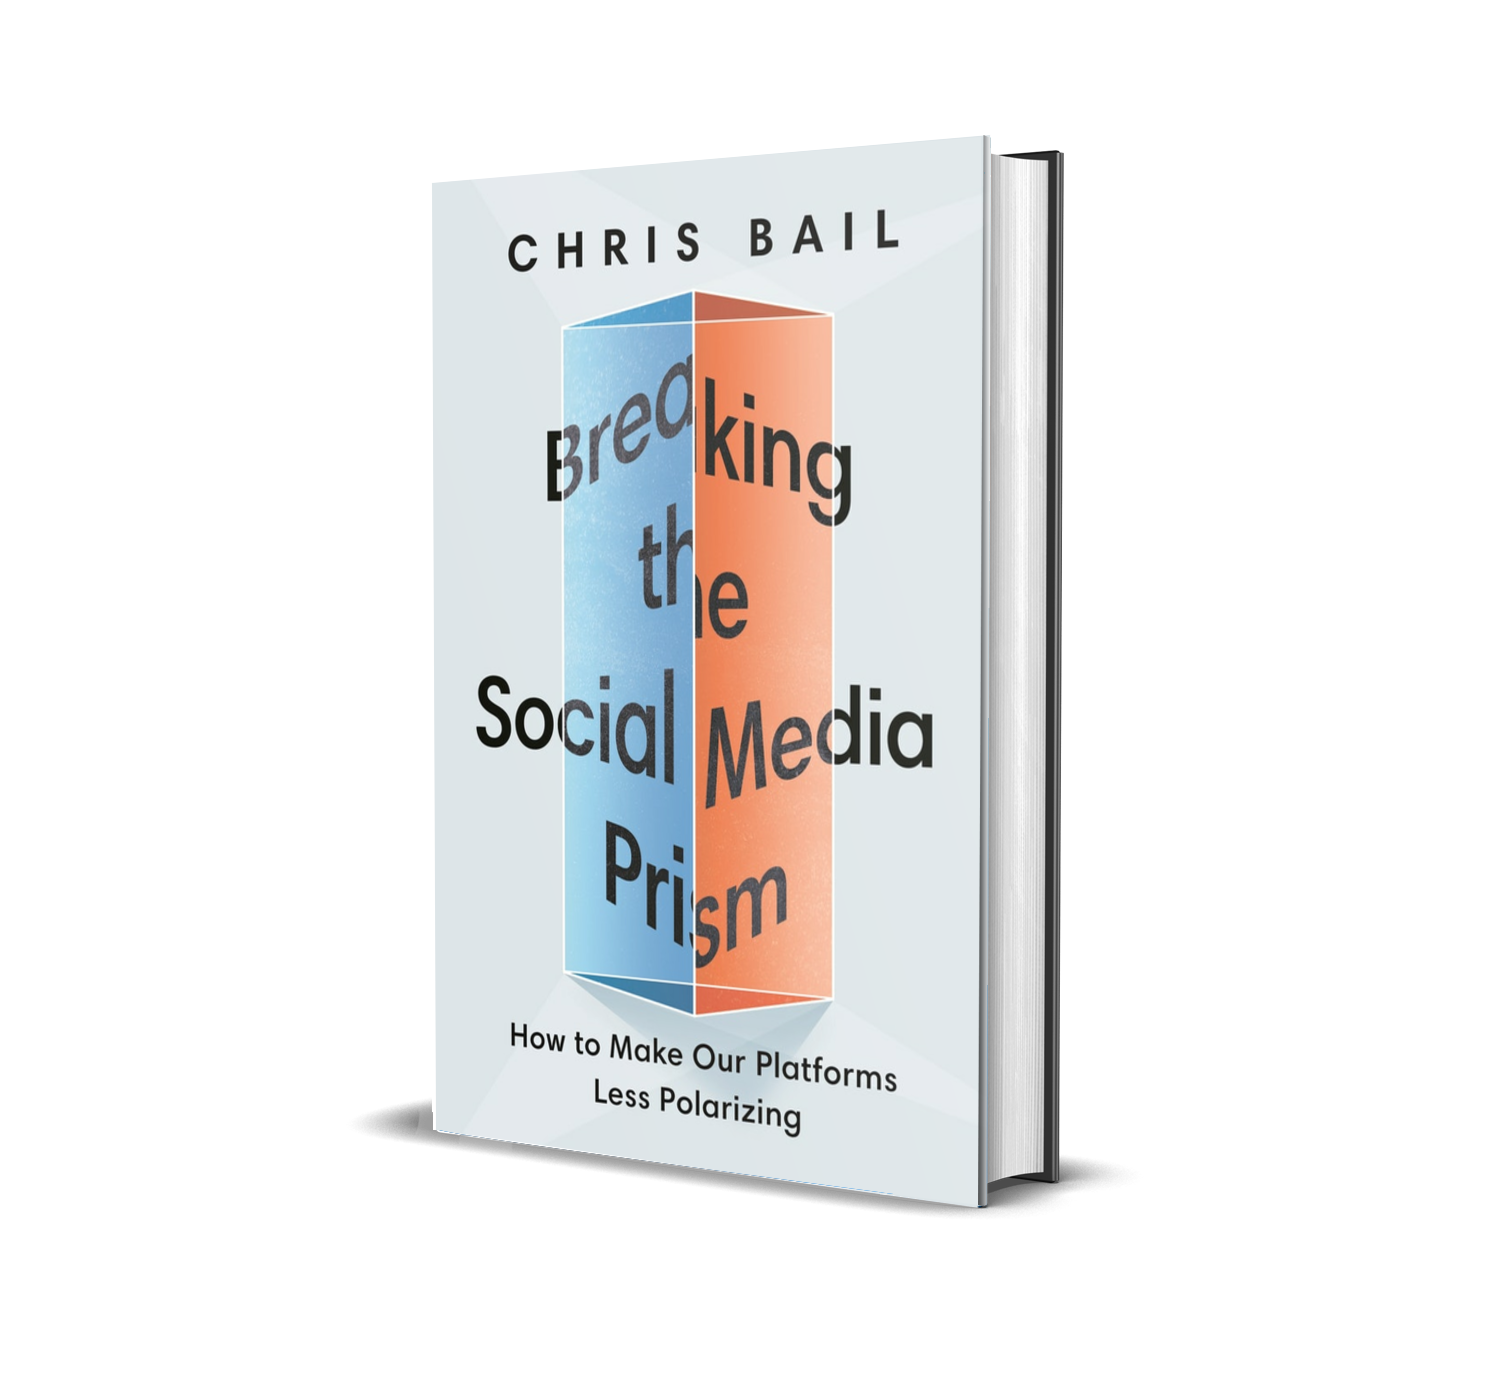 CHRIS BAIL
Breaking
the
Social Media
Prism
How to Make Our Platforms
Less Polarizing